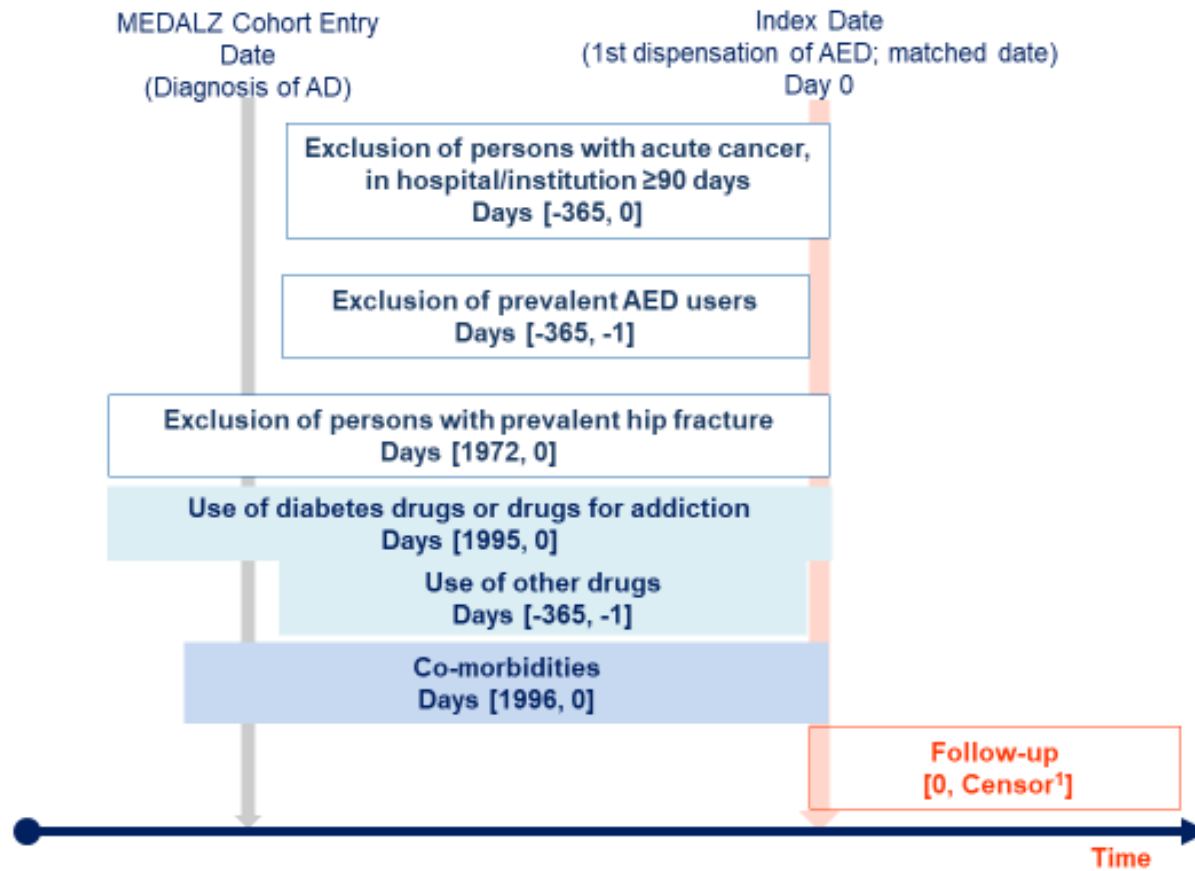 MEDALZ Cohort Entry
Date
(Diagnosis of AD)
Index Date
(1st dispensation of AED; matched date)
Day 0
Exclusion of persons with acute cancer,
in hospital/institution ≥90 days
Days [-365, 0]
Exclusion of prevalent AED users
Days [-365, -1]
Exclusion of persons with prevalent hip fracture
Days [1972, 0]
Use of diabetes drugs or drugs for addiction
Days [1995, 0]
Use of other drugs
Days [-365, -1]
Co-morbidities
Days [1996, 0]
Follow-up
[0, Censor¹]
Time